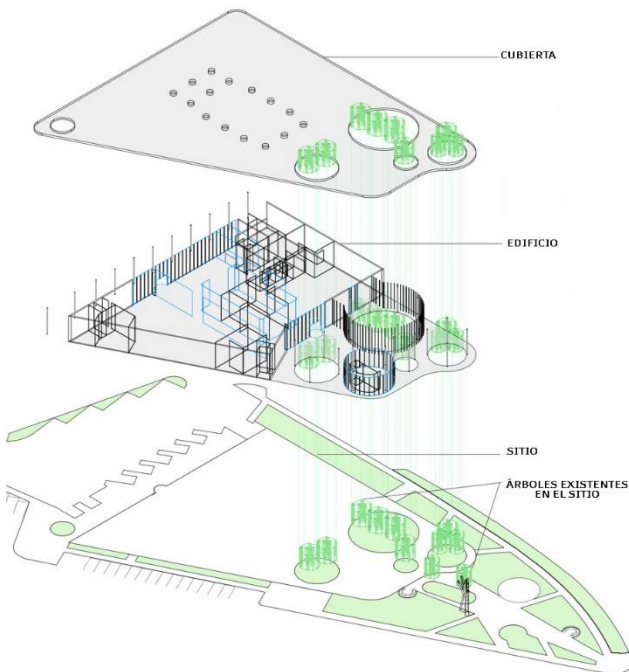 CUBIERTA
EDIFICIO
SITIO
ÁRBOLES EXISTENTES
EN EL SITIO